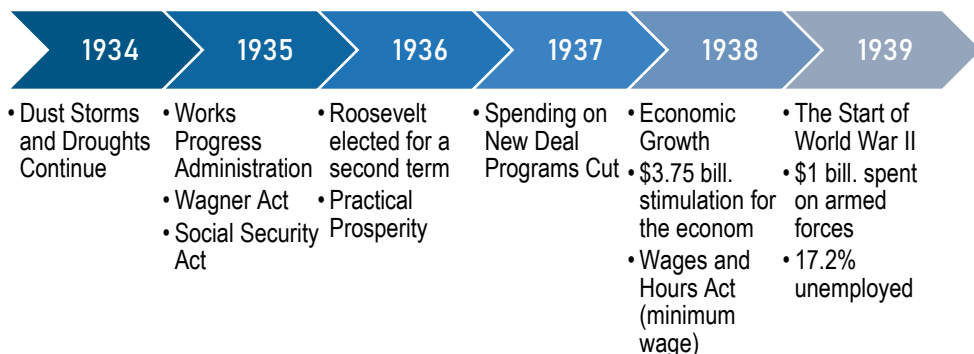 1934
1935
1936
1937
1938
1939
• Dust Storms
and Droughts
Continue
• Works
Progress
Administration
• Wagner Act
• Social Security
Act
• Roosevelt
elected for a
second term
• Practical
Prosperity
• Spending on
New Deal
Programs Cut
• Economic
Growth
• $3.75 bill.
stimulation for
the econom
• Wages and
Hours Act
(minimum
wage)
• The Start of
World War II
• $1 bill. spent
on armed
forces
• 17.2%
unemployed